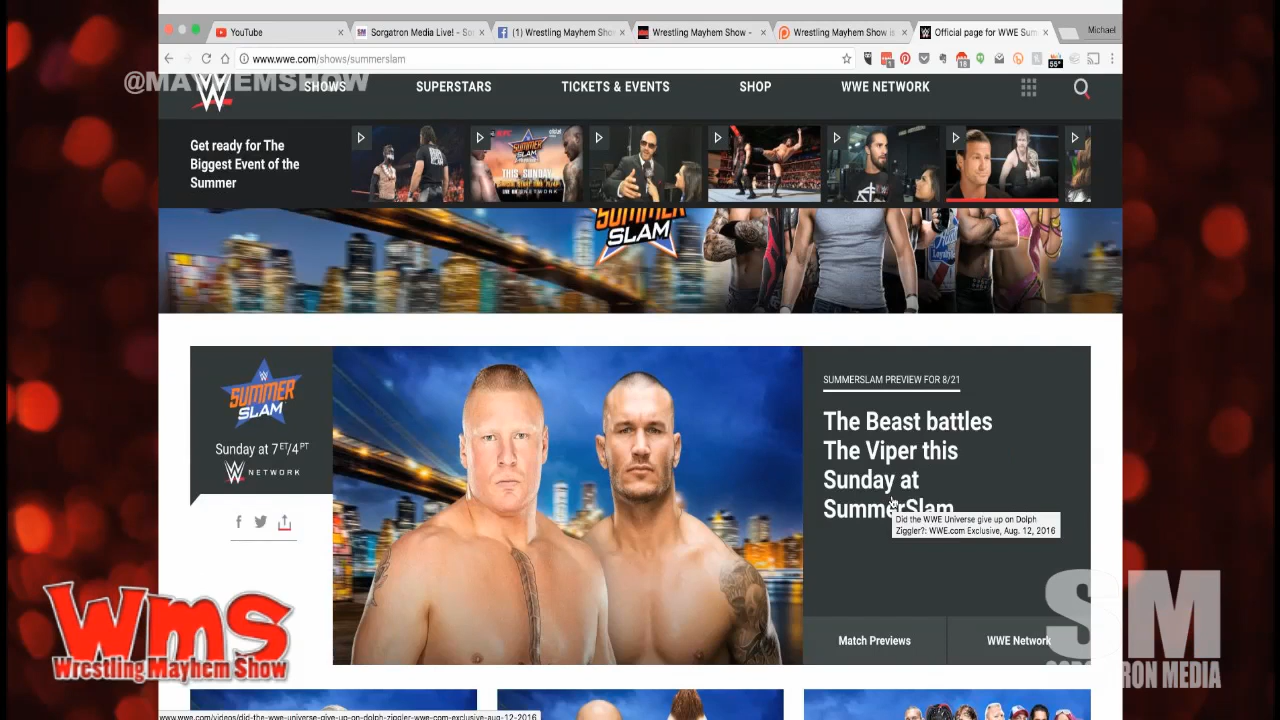 YouTube
Sorgatron Media Live! - So
(1) Wrestling Mayhem Sho
Wrestling Mayhem Show -
Wrestling Mayhem Show is
Official page for WWE Sum
Michael
www.wwe.com/shows/summerslam
@MAYHEMSHOW
SHOWS
SUPERSTARS
TICKETS & EVENTS
SHOP
WWE NETWORK
Get ready for The
Biggest Event of the
Summer
SUMMER
SLAM
THIS SUNDAY
SUMMER
SLAM
SUMMER
SLAM
Sunday at 7ET/4PT
NETWORK
SUMMERSLAM PREVIEW FOR 8/21
The Beast battles
The Viper this
Sunday at
SummerSlam
Did the WWE Universe give up on Dolph
Ziggler?: WWE.com Exclusive, Aug. 12, 2016
Match Previews
WWE Network
WMS
Wrestling Mayhem Show
SM
SORGATRON MEDIA
www.wwe.com/videos/did-the-wwe-universe-give-up-on-dolph-ziggler-wwe-com-exclusive-aug-12-2016